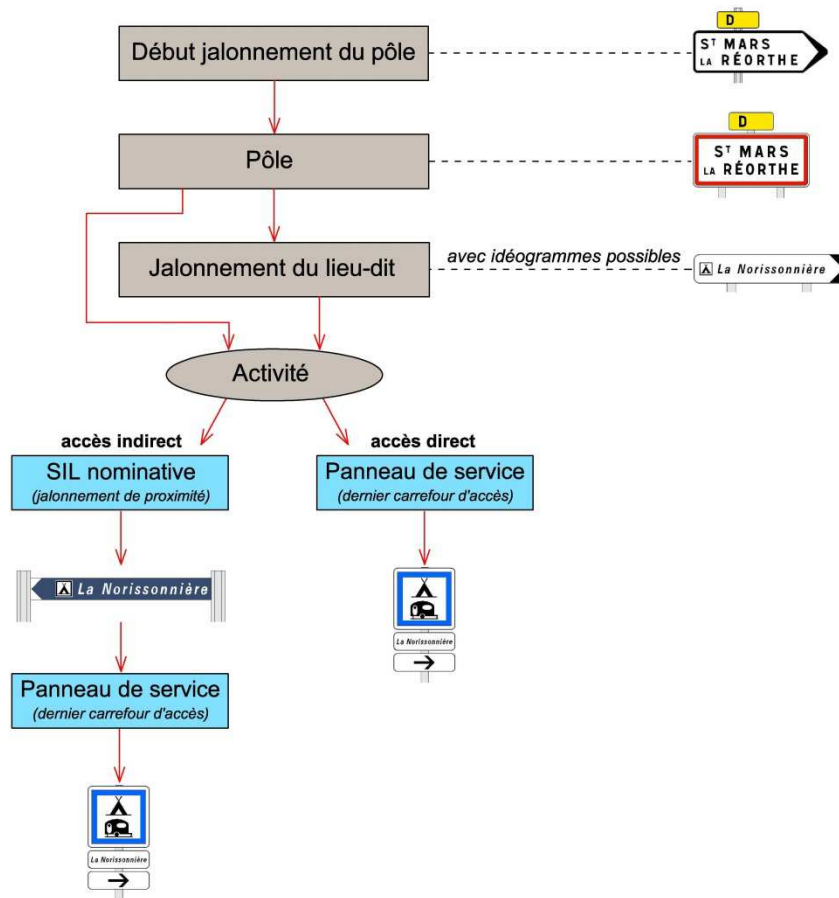 Début jalonnement du pôle
D
Sᵀ MARS
LA RÉORTHE
Pôle
D
Sᵀ MARS
LA RÉORTHE
Jalonnement du lieu-dit
avec idéogrammes possibles
La Norissonnière
Activité
accès indirect
SIL nominative
(jalonnement de proximité)
La Norissonnière
Panneau de service
(dernier carrefour d'accès)
La Norissonnière
accès direct
Panneau de service
(dernier carrefour d'accès)
La Norissonnière